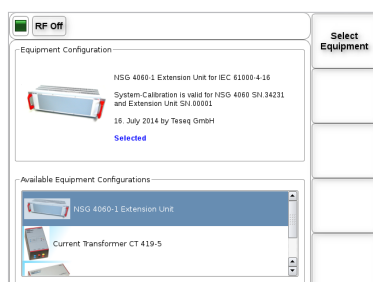 RF Off
Select
Equipment
Equipment Configuration
NSG 4060-1 Extension Unit for IEC 61000-4-16
System-Calibration is valid for NSG 4060 SN.34231
and Extension Unit SN.00001
16. July 2014 by Teseq GmbH
Selected
Available Equipment Configurations
NSG 4060-1 Extension Unit
Current Transformer CT 419-5